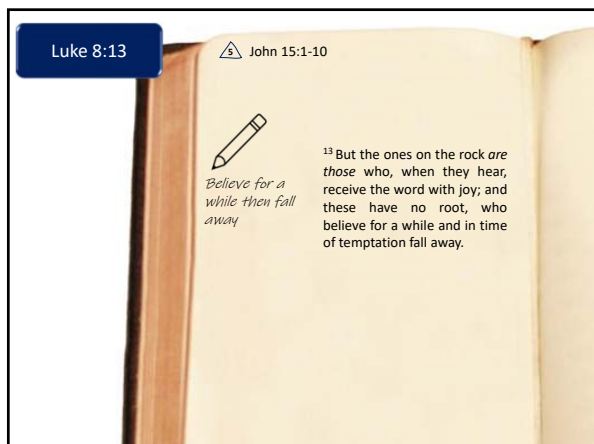 Luke 8:13
5 John 15:1-10
Believe for a
while then fall
away
13 But the ones on the rock are
those who, when they hear,
receive the word with joy; and
these have no root, who
believe for a while and in time
of temptation fall away.